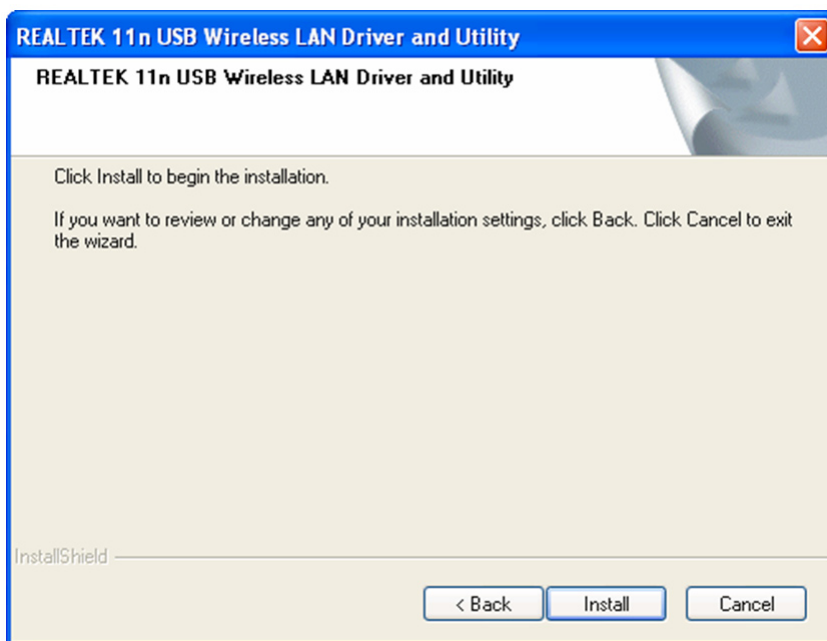 REALTEK 11n USB Wireless LAN Driver and Utility
REALTEK 11n USB Wireless LAN Driver and Utility
Click Install to begin the installation.
If you want to review or change any of your installation settings, click Back. Click Cancel to exit
the wizard.
InstallShield
< Back
Install
Cancel